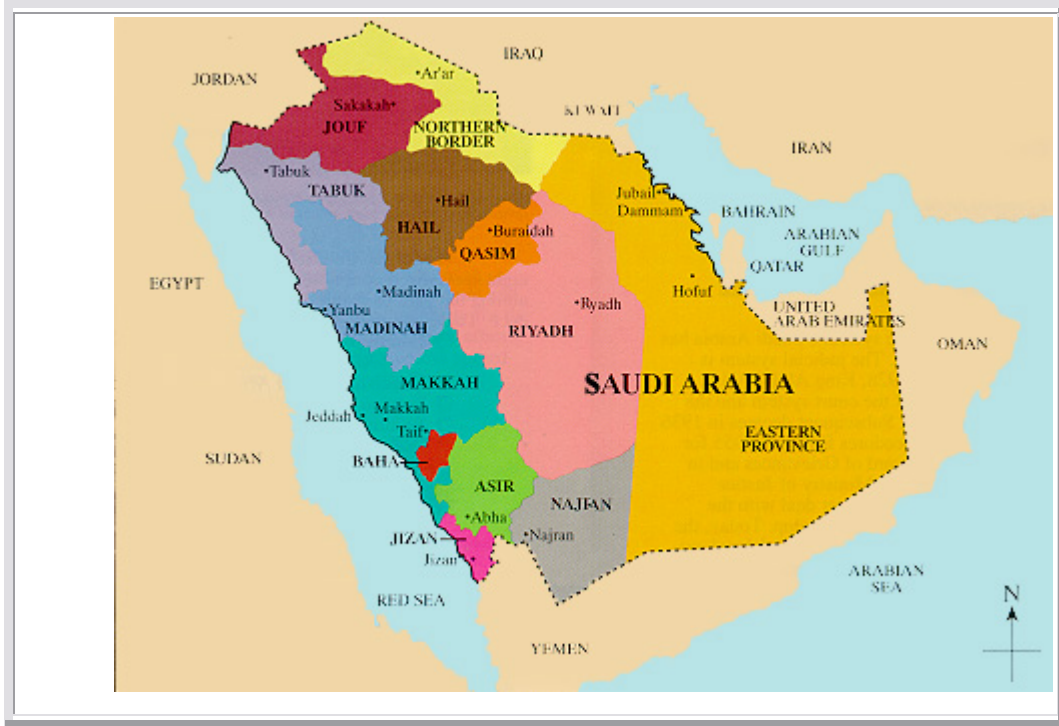 IRAQ
JORDAN
Ar'ar
Sakakah
JOUF
NORTHERN
BORDER
IRAN
Tabuk
TABUK
Hail
HAIL
Jubail
Dammam
BAHRAIN
ARABIAN
GULF
Buraidah
QASIM
QATAR
EGYPT
Madinah
Hofuf
Yanbu
MADINAH
Ryadh
RIYADH
UNITED
ARAB EMIRATES
OMAN
MAKKAH
SAUDI ARABIA
Makkah
Jeddah
Taif
BAHA
SUDAN
EASTERN
PROVINCE
ASIR
Abha
JIZAN
Jizan
Najran
ARABIAN
SEA
RED SEA
N
YEMEN